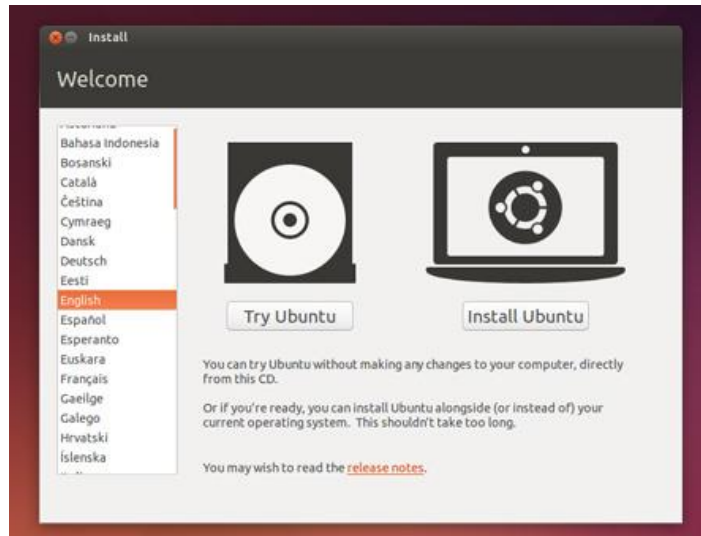 Install
Welcome
Bahasa Indonesia
Bosanski
Català
Čeština
Cymraeg
Dansk
Deutsch
Eesti
English
Español
Esperanto
Euskara
Français
Gaeilge
Galego
Hrvatski
Íslenska
Try Ubuntu
Install Ubuntu
You can try Ubuntu without making any changes to your computer, directly
from this CD.
Or if you're ready, you can install Ubuntu alongside (or instead of) your
current operating system. This shouldn't take too long.
You may wish to read the release notes.